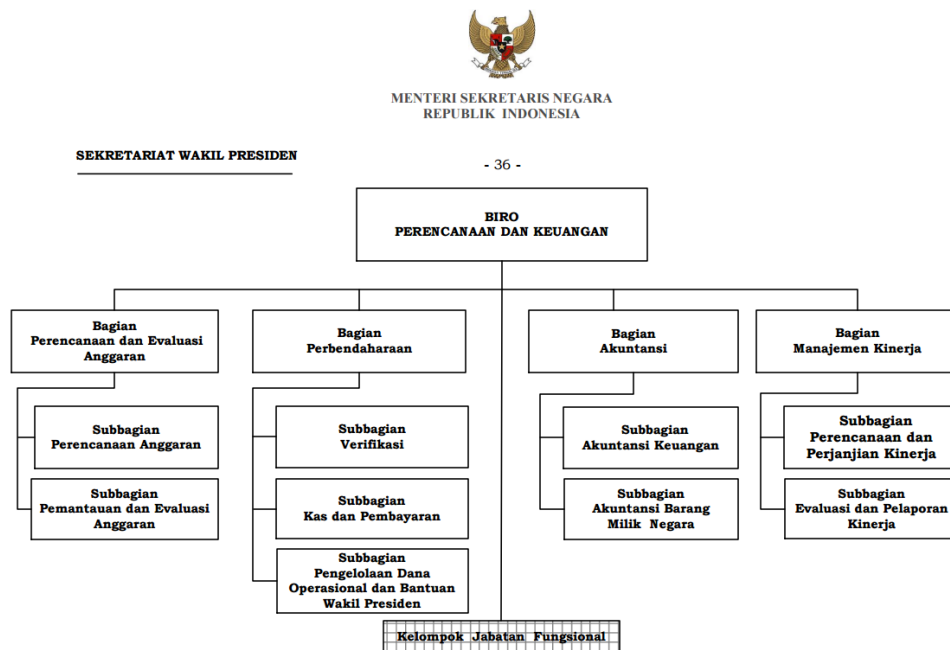 MENTERI SEKRETARIS NEGARA
REPUBLIK INDONESIA
SEKRETARIAT WAKIL PRESIDEN
- 36 -
BIRO
PERENCANAAN DAN KEUANGAN
Bagian
Perencanaan dan Evaluasi
Anggaran
Bagian
Perbendaharaan
Bagian
Akuntansi
Bagian
Manajemen Kinerja
Subbagian
Perencanaan Anggaran
Subbagian
Verifikasi
Subbagian
Akuntansi Keuangan
Subbagian
Perencanaan dan
Perjanjian Kinerja
Subbagian
Pemantauan dan Evaluasi
Anggaran
Subbagian
Kas dan Pembayaran
Subbagian
Akuntansi Barang
Milik Negara
Subbagian
Evaluasi dan Pelaporan
Kinerja
Subbagian
Pengelolaan Dana
Operasional dan Bantuan
Wakil Presiden
Kelompok Jabatan Fungsional